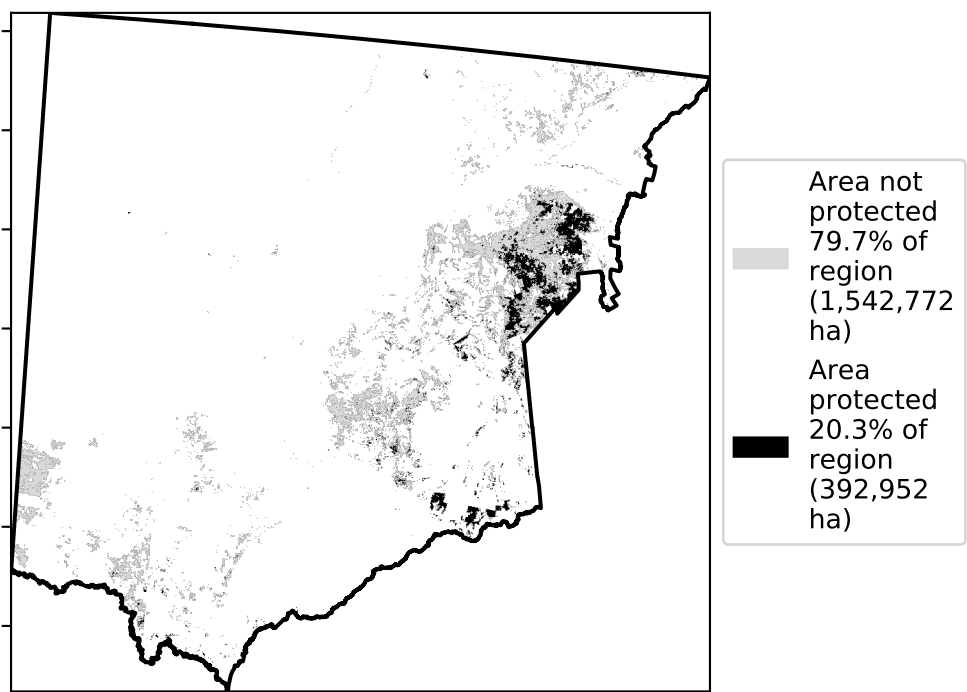 Area not
protected
79.7% of
region
(1,542,772
ha)
Area
protected
20.3% of
region
(392,952
ha)